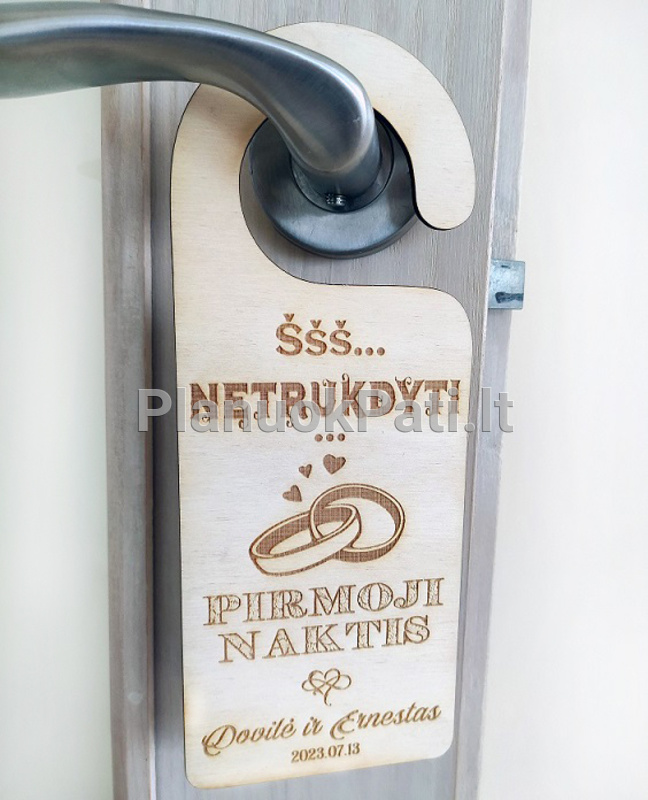 Ššš...
NETRUKDYTI
PlanuokPati.lt
...
PIRMOJI
NAKTIS
Dovilė ir Ernestas
2023.07.13